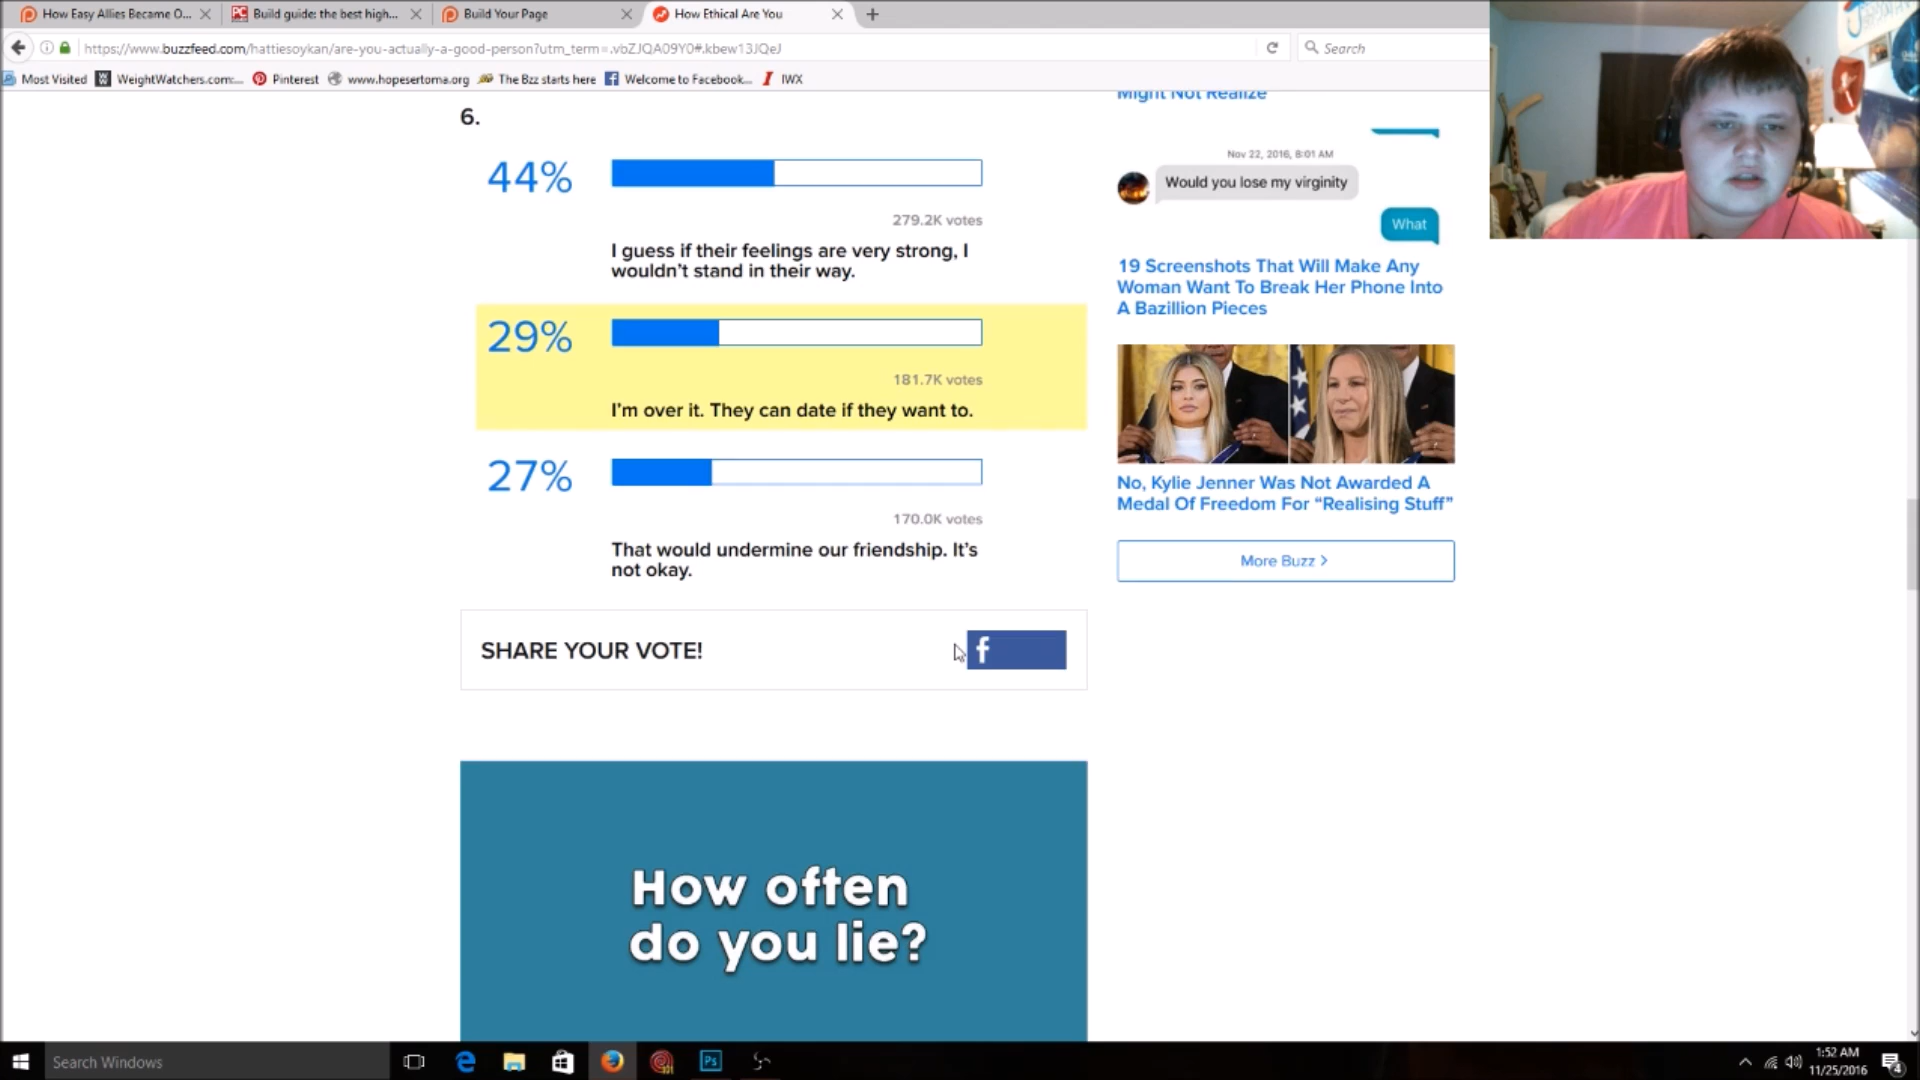 How Easy Allies Became O...
Build guide: the best high...
Build Your Page
How Ethical Are You
https://www.buzzfeed.com/hattiesoykan/are-you-actually-a-good-person?utm_term=.vbZJQA09Y0#.kbew13JQeJ
Search
Most Visited
WeightWatchers.com:...
Pinterest
www.hopesertoma.org
The Bzz starts here
Welcome to Facebook...
IWX
6.
44%
279.2K votes
I guess if their feelings are very strong, I
wouldn't stand in their way.
29%
181.7K votes
I'm over it. They can date if they want to.
27%
170.0K votes
That would undermine our friendship. It's
not okay.
SHARE YOUR VOTE!
f
How often
do you lie?
Might Not Realize
Nov 22, 2016, 8:01 AM
Would you lose my virginity
What
19 Screenshots That Will Make Any
Woman Want To Break Her Phone Into
A Bazillion Pieces
No, Kylie Jenner Was Not Awarded A
Medal Of Freedom For “Realising Stuff”
More Buzz >
Search Windows
Ps
1:52 AM
11/25/2016
4